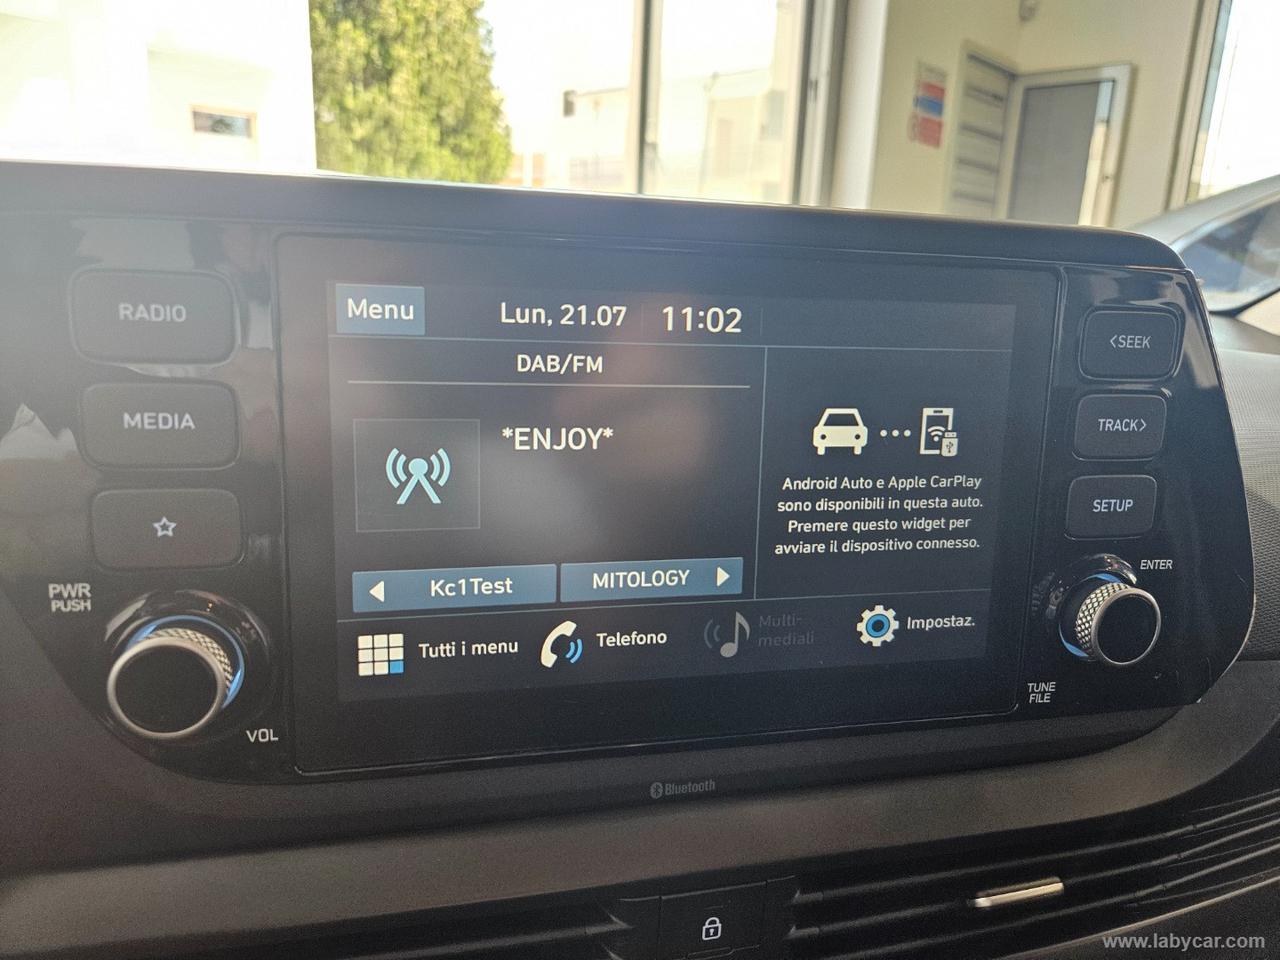 RADIO
MEDIA
PWR
PUSH
VOL
Menu
Lun, 21.07
11:02
DAB/FM
*ENJOY*
Kc1Test
MITOLOGY
Android Auto e Apple CarPlay
sono disponibili in questa auto.
Premere questo widget per
avviare il dispositivo connesso.
Tutti i menu
Telefono
Multi-
mediali
Impostaz.
<SEEK
TRACK>
SETUP
ENTER
TUNE
FILE
Bluetooth
www.labycar.com